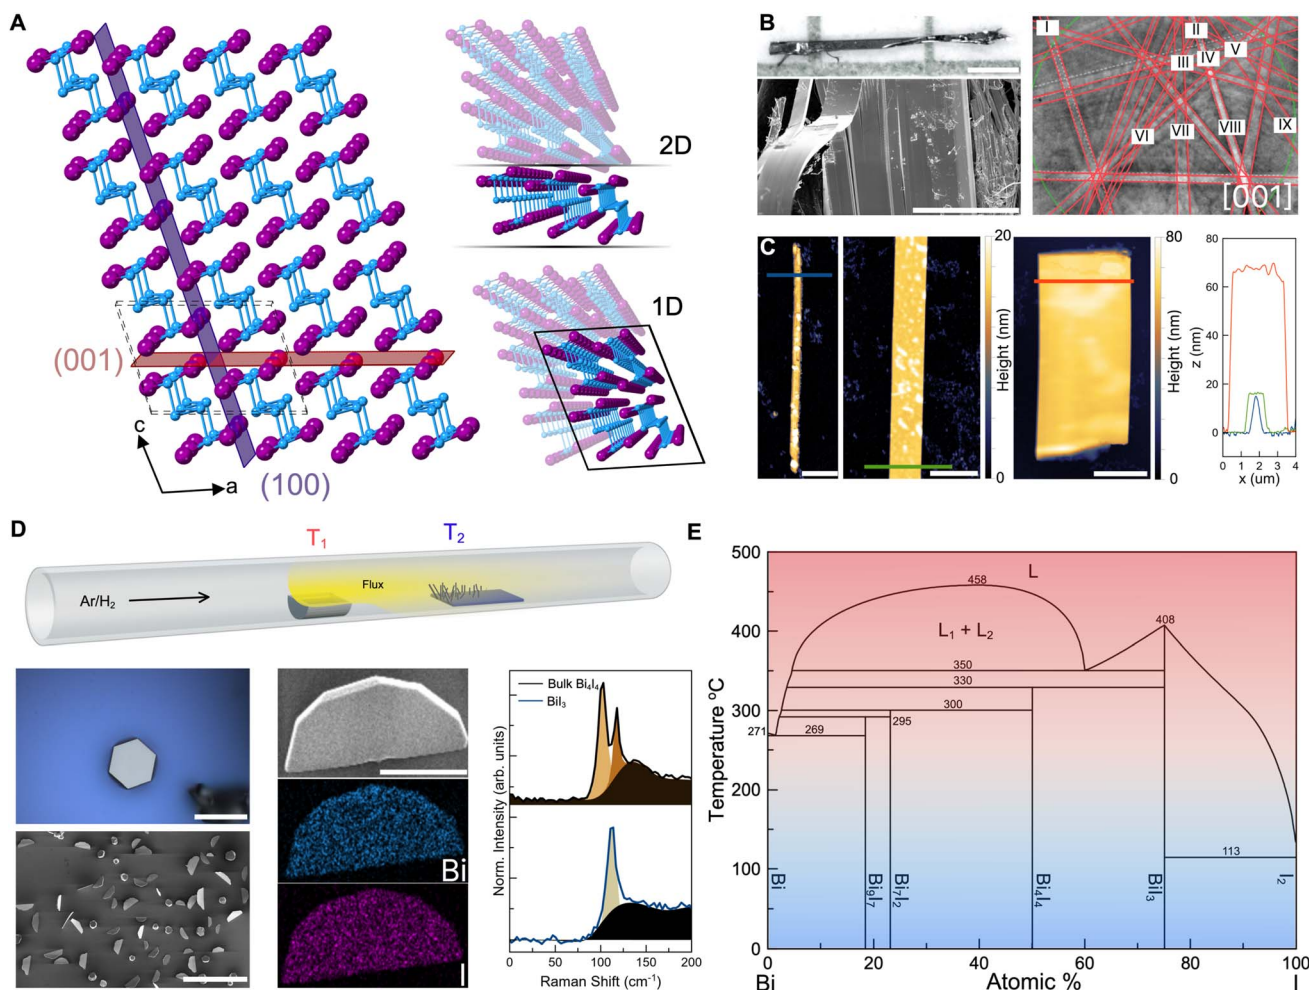 A
(001)
c
a
(100)
2D
1D
B
I
II
III
IV
V
VI
VII
VIII
IX
[001]
C
20
Height (nm)
0
80
Height (nm)
0
80
60
40
20
0
z (nm)
0 1 2 3 4
x (um)
D
T1
T2
Ar/H2
Flux
Bi
I
Norm. Intensity (arb. units)
Bulk Bi4I4
BiI3
0 50 100 150 200
Raman Shift (cm-1)
E
500
400
300
200
100
0
Temperature ºC
L
458
L1 + L2
408
350
330
300
295
271
269
113
Bi
Bi9I7
Bi7I2
Bi4I4
BiI3
I2
0 20 40 60 80 100
Bi Atomic % I